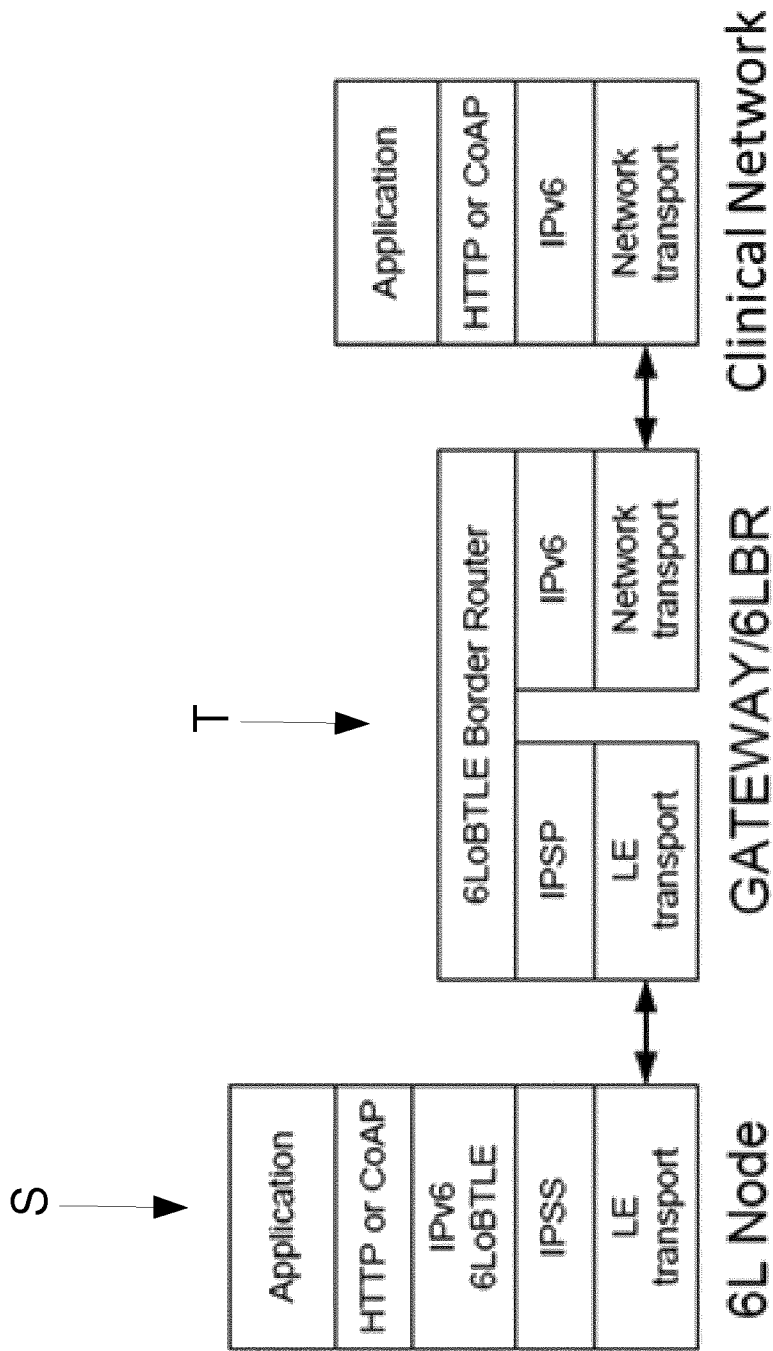 S
Application
HTTP or CoAP
IPv6
6LoBTLE
IPSS
LE
transport
6L Node
T
6LoBTLE Border Router
IPSP
LE
transport
IPv6
Network
transport
GATEWAY/6LBR
Application
HTTP or CoAP
IPv6
Network
transport
Clinical Network